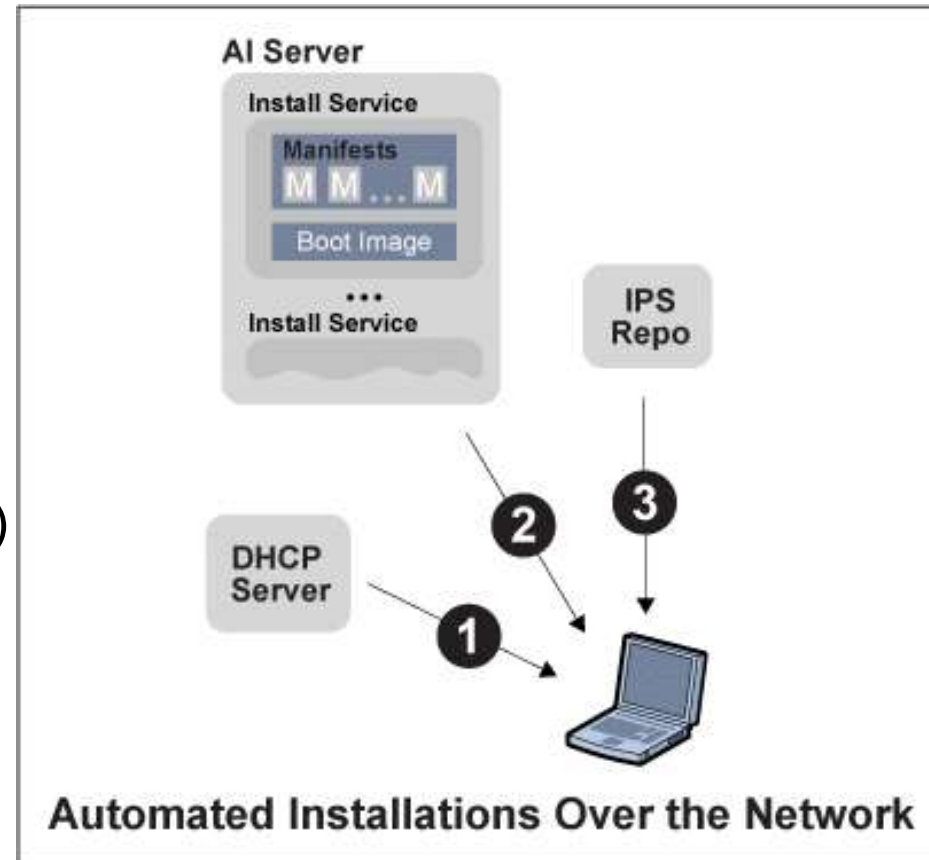 AI Server
Install Service
Manifests
M M ... M
Boot Image
...
Install Service
IPS
Repo
)
DHCP
Server
2
3
1
Automated Installations Over the Network